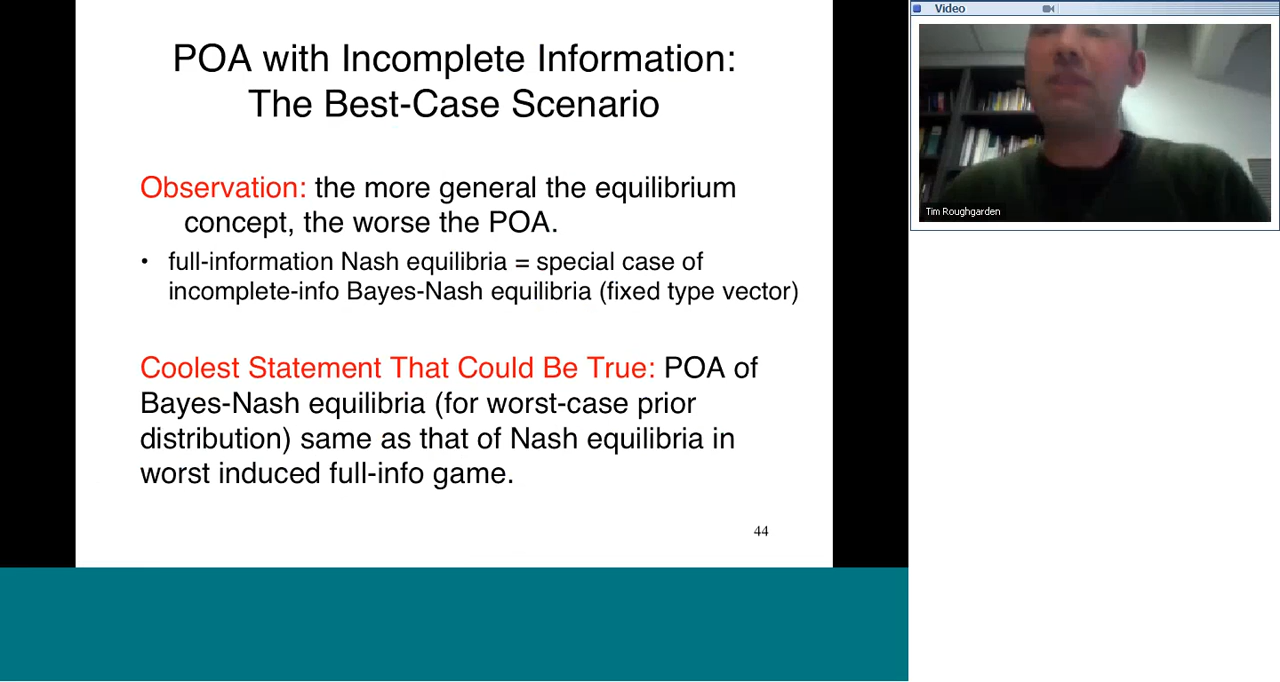 POA with Incomplete Information:
The Best-Case Scenario
Observation: the more general the equilibrium
concept, the worse the POA.
• full-information Nash equilibria = special case of
incomplete-info Bayes-Nash equilibria (fixed type vector)
Coolest Statement That Could Be True: POA of
Bayes-Nash equilibria (for worst-case prior
distribution) same as that of Nash equilibria in
worst induced full-info game.
44
Video
Tim Roughgarden